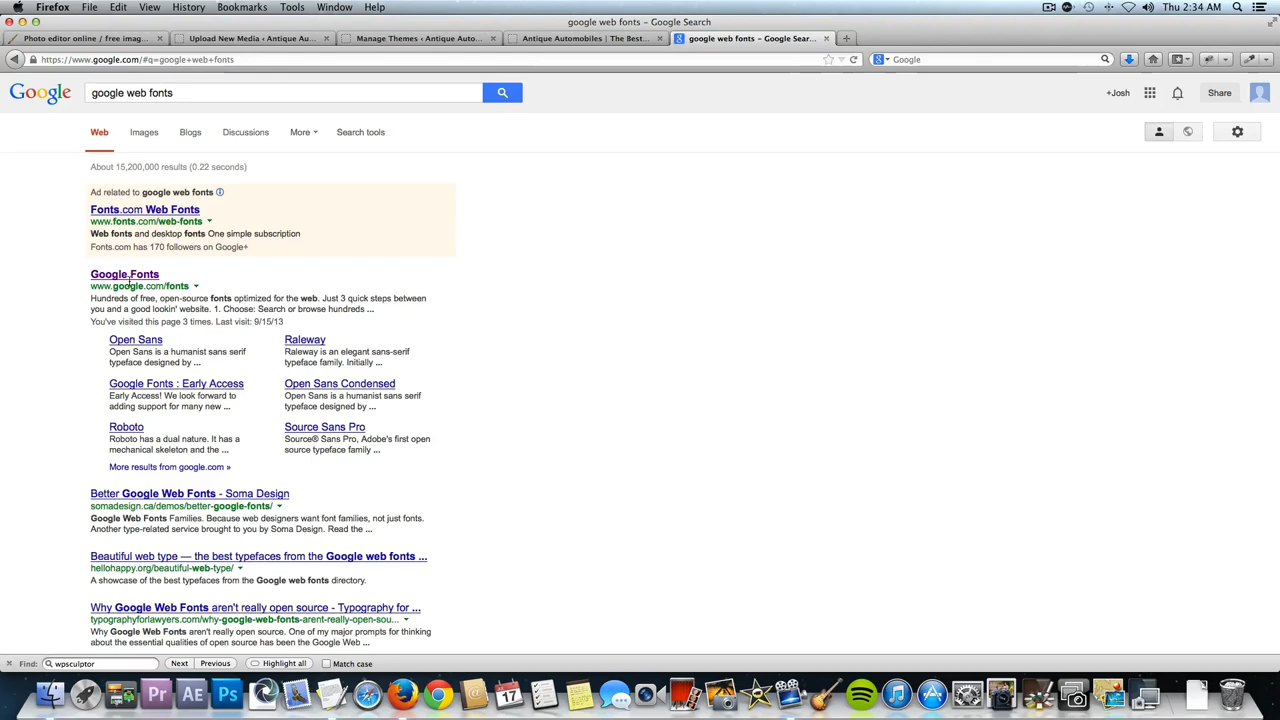 Firefox File Edit View History Bookmarks Tools Window Help Thu 2:34 AM
google web fonts - Google Search
Photo editor online / free imag... Upload New Media ‹ Antique Au... Manage Themes ‹ Antique Auto... Antique Automobiles | The Best... google web fonts - Google Sear...
https://www.google.com/#q=google+web+fonts Google
Google google web fonts +Josh Share
Web Images Blogs Discussions More Search tools
About 15,200,000 results (0.22 seconds)
Ad related to google web fonts
Fonts.com Web Fonts
www.fonts.com/web-fonts
Web fonts and desktop fonts One simple subscription
Fonts.com has 170 followers on Google+
Google Fonts
www.google.com/fonts
Hundreds of free, open-source fonts optimized for the web. Just 3 quick steps between
you and a good lookin' website. 1. Choose: Search or browse hundreds ...
You've visited this page 3 times. Last visit: 9/15/13
Open Sans
Open Sans is a humanist sans serif
typeface designed by ...
Raleway
Raleway is an elegant sans-serif
typeface family. Initially ...
Google Fonts : Early Access
Early Access! We look forward to
adding support for many new ...
Open Sans Condensed
Open Sans is a humanist sans serif
typeface designed by ...
Roboto
Roboto has a dual nature. It has a
mechanical skeleton and the ...
Source Sans Pro
Source® Sans Pro, Adobe's first open
source typeface family ...
More results from google.com »
Better Google Web Fonts - Soma Design
somadesign.ca/demos/better-google-fonts/
Google Web Fonts Families. Because web designers want font families, not just fonts.
Another type-related service brought to you by Soma Design. Read the ...
Beautiful web type — the best typefaces from the Google web fonts ...
hellohappy.org/beautiful-web-type/
A showcase of the best typefaces from the Google web fonts directory.
Why Google Web Fonts aren't really open source - Typography for ...
typographyforlawyers.com/why-google-web-fonts-arent-really-open-sou...
Why Google Web Fonts aren't really open source. One of my major prompts for thinking
about the essential qualities of open source has been the Google Web ...
Find: wpsculptor Next Previous Highlight all Match case
Pr AE Ps 17